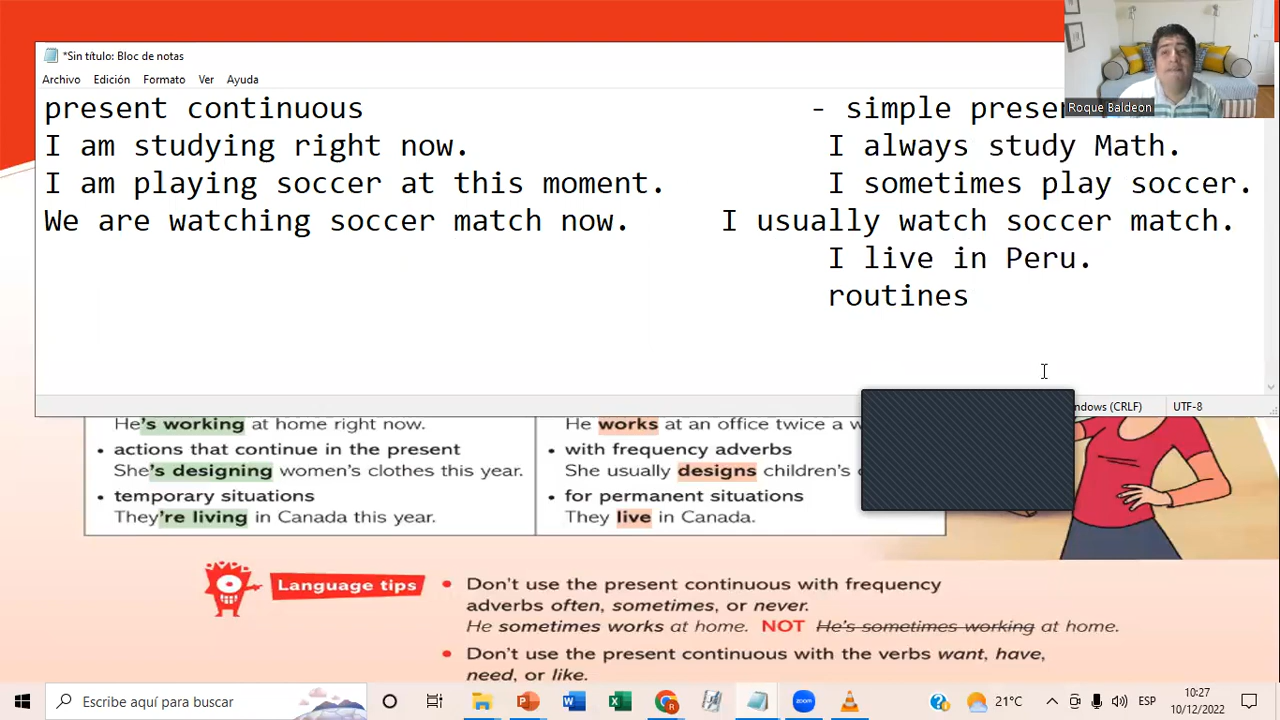 *Sin título: Bloc de notas
Archivo Edición Formato Ver Ayuda
Roque Baldeon
present continuous - simple
I am studying right now. I always study Math.
I am playing soccer at this moment. I sometimes play soccer.
We are watching soccer match now. I usually watch soccer match.
I live in Peru.
routines
(CRLF) UTF-8
He's working at home right now.
• actions that continue in the present
She's designing women's clothes this year.
• temporary situations
They're living in Canada this year.
He works at an office twice a
• with frequency adverbs
She usually designs children's
• for permanent situations
They live in Canada.
Language tips
• Don't use the present continuous with frequency
adverbs often, sometimes, or never.
He sometimes works at home. NOT He's sometimes working at home.
• Don't use the present continuous with the verbs want, have,
need, or like.
Escribe aquí para buscar
21°C
ESP
10:27
10/12/2022